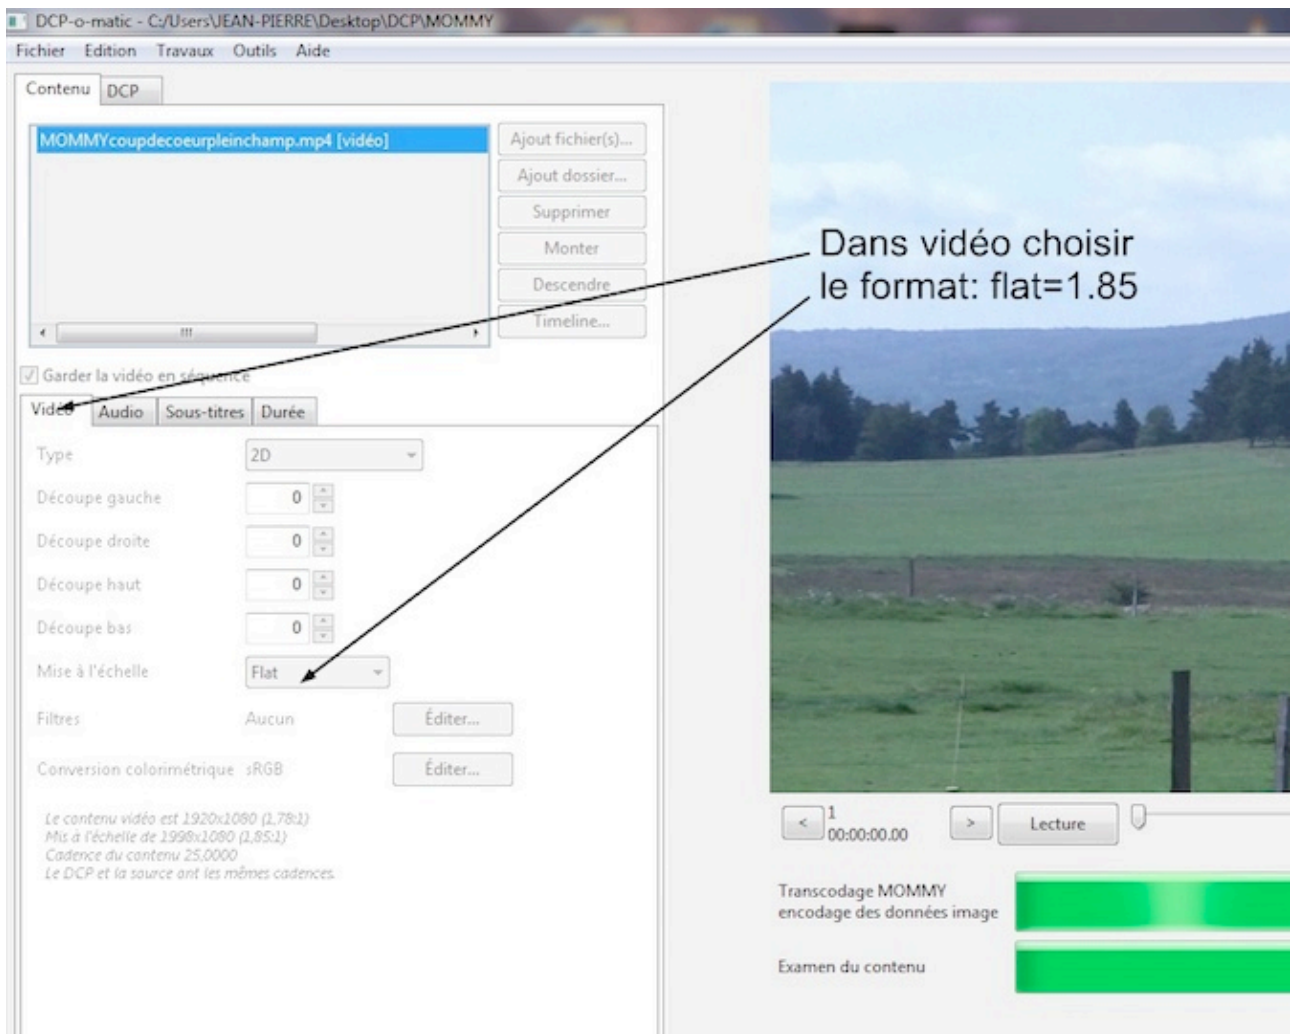 DCP-o-matic - C:/Users\JEAN-PIERRE\Desktop\DCP\MOMMY
Fichier Edition Travaux Outils Aide
Contenu DCP
MOMMYcoupdecoeurpleinchamp.mp4 [vidéo]
Ajout fichier(s)...
Ajout dossier...
Supprimer
Monter
Descendre
Timeline...
Dans vidéo choisir
le format: flat=1.85
Garder la vidéo en séquence
Vidéo Audio Sous-titres Durée
Type 2D
Découpe gauche 0
Découpe droite 0
Découpe haut 0
Découpe bas 0
Mise à l'échelle Flat
Filtres Aucun Éditer...
Conversion colorimétrique sRGB Éditer...
Le contenu vidéo est 1920x1080 (1,78:1)
Mis à l'échelle de 1998x1080 (1,85:1)
Cadence du contenu 25,0000
Le DCP et la source ont les mêmes cadences.
< 1 > Lecture
00:00:00.00
Transcodage MOMMY
encodage des données image
Examen du contenu